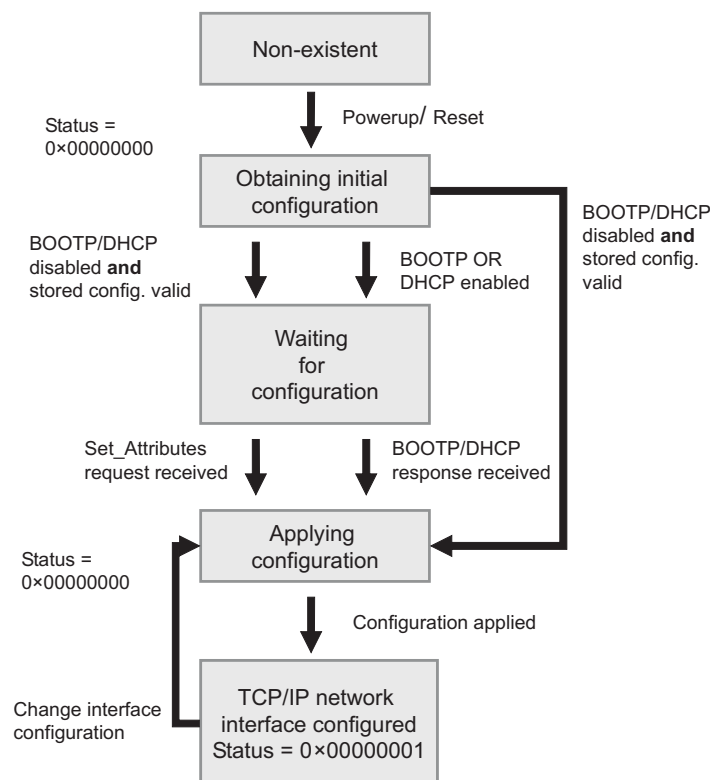 Non-existent
Powerup/ Reset
Status =
0×00000000
Obtaining initial
configuration
BOOTP/DHCP
disabled and
stored config. valid
BOOTP OR
DHCP enabled
BOOTP/DHCP
disabled and
stored config.
valid
Waiting
for
configuration
Set_Attributes
request received
BOOTP/DHCP
response received
Applying
configuration
Status =
0×00000000
Configuration applied
Change interface
configuration
TCP/IP network
interface configured
Status = 0×00000001